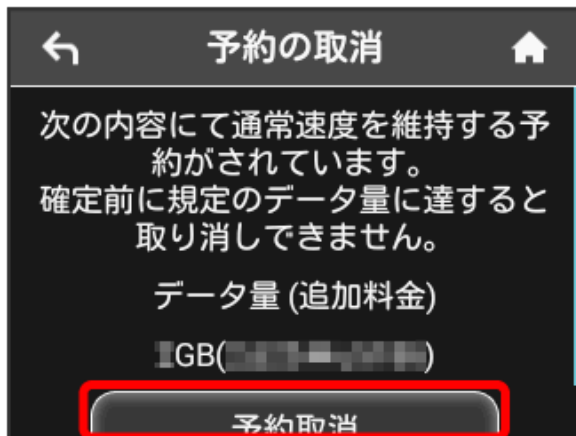 予約の取消
次の内容にて通常速度を維持する予
約がされています。
確定前に規定のデータ量に達すると
取り消しできません。
データ量 (追加料金)
GB( )
予約取消